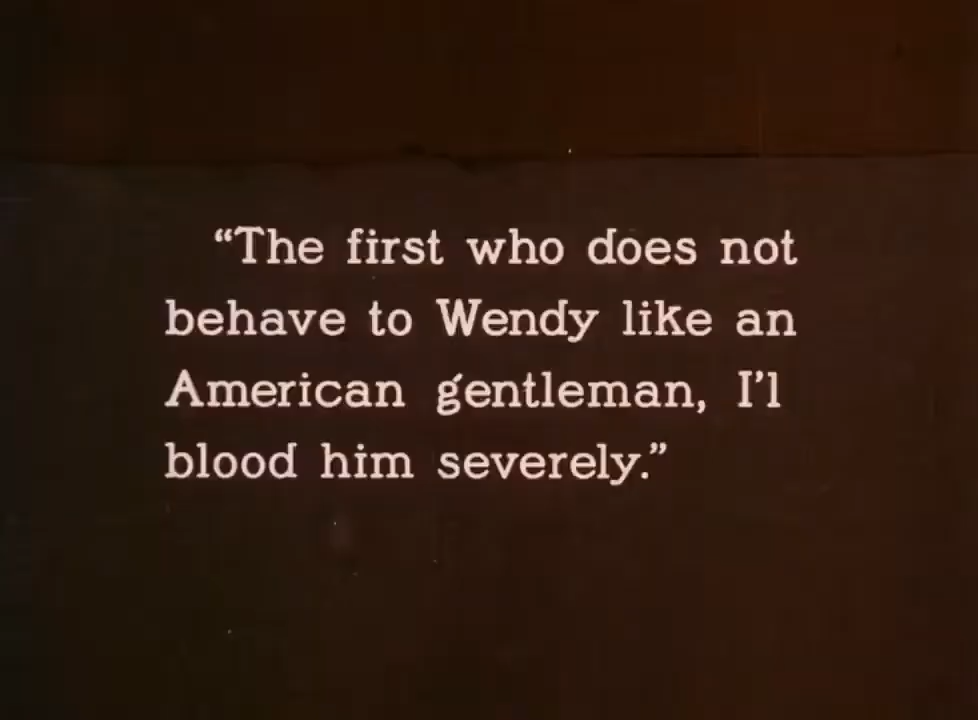 “The first who does not
behave to Wendy like an
American gentleman, I’l
blood him severely.”